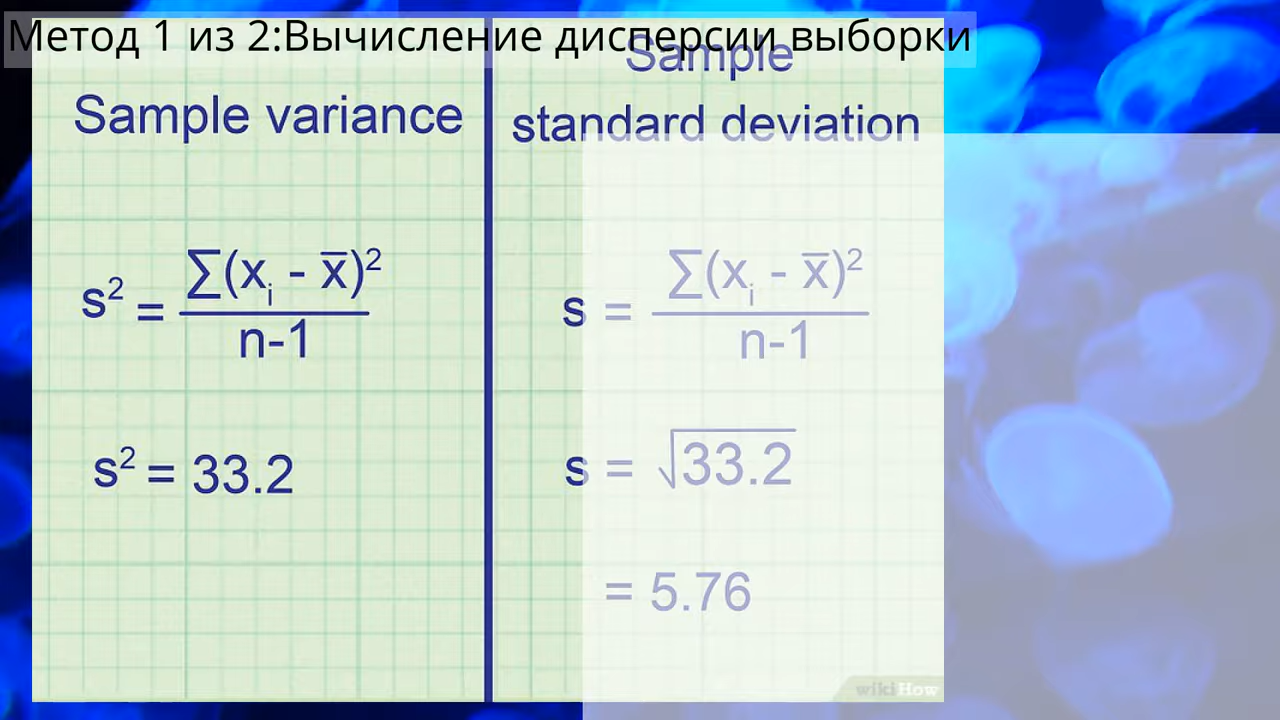 Метод 1 из 2:Вычисление дисперсии выборки
Sample variance
s² = ∑(xᵢ - x̅)²
n-1
s² = 33.2
Sample
standard deviation
s = ∑(xᵢ - x̅)²
n-1
s = √33.2
= 5.76
wikiHow